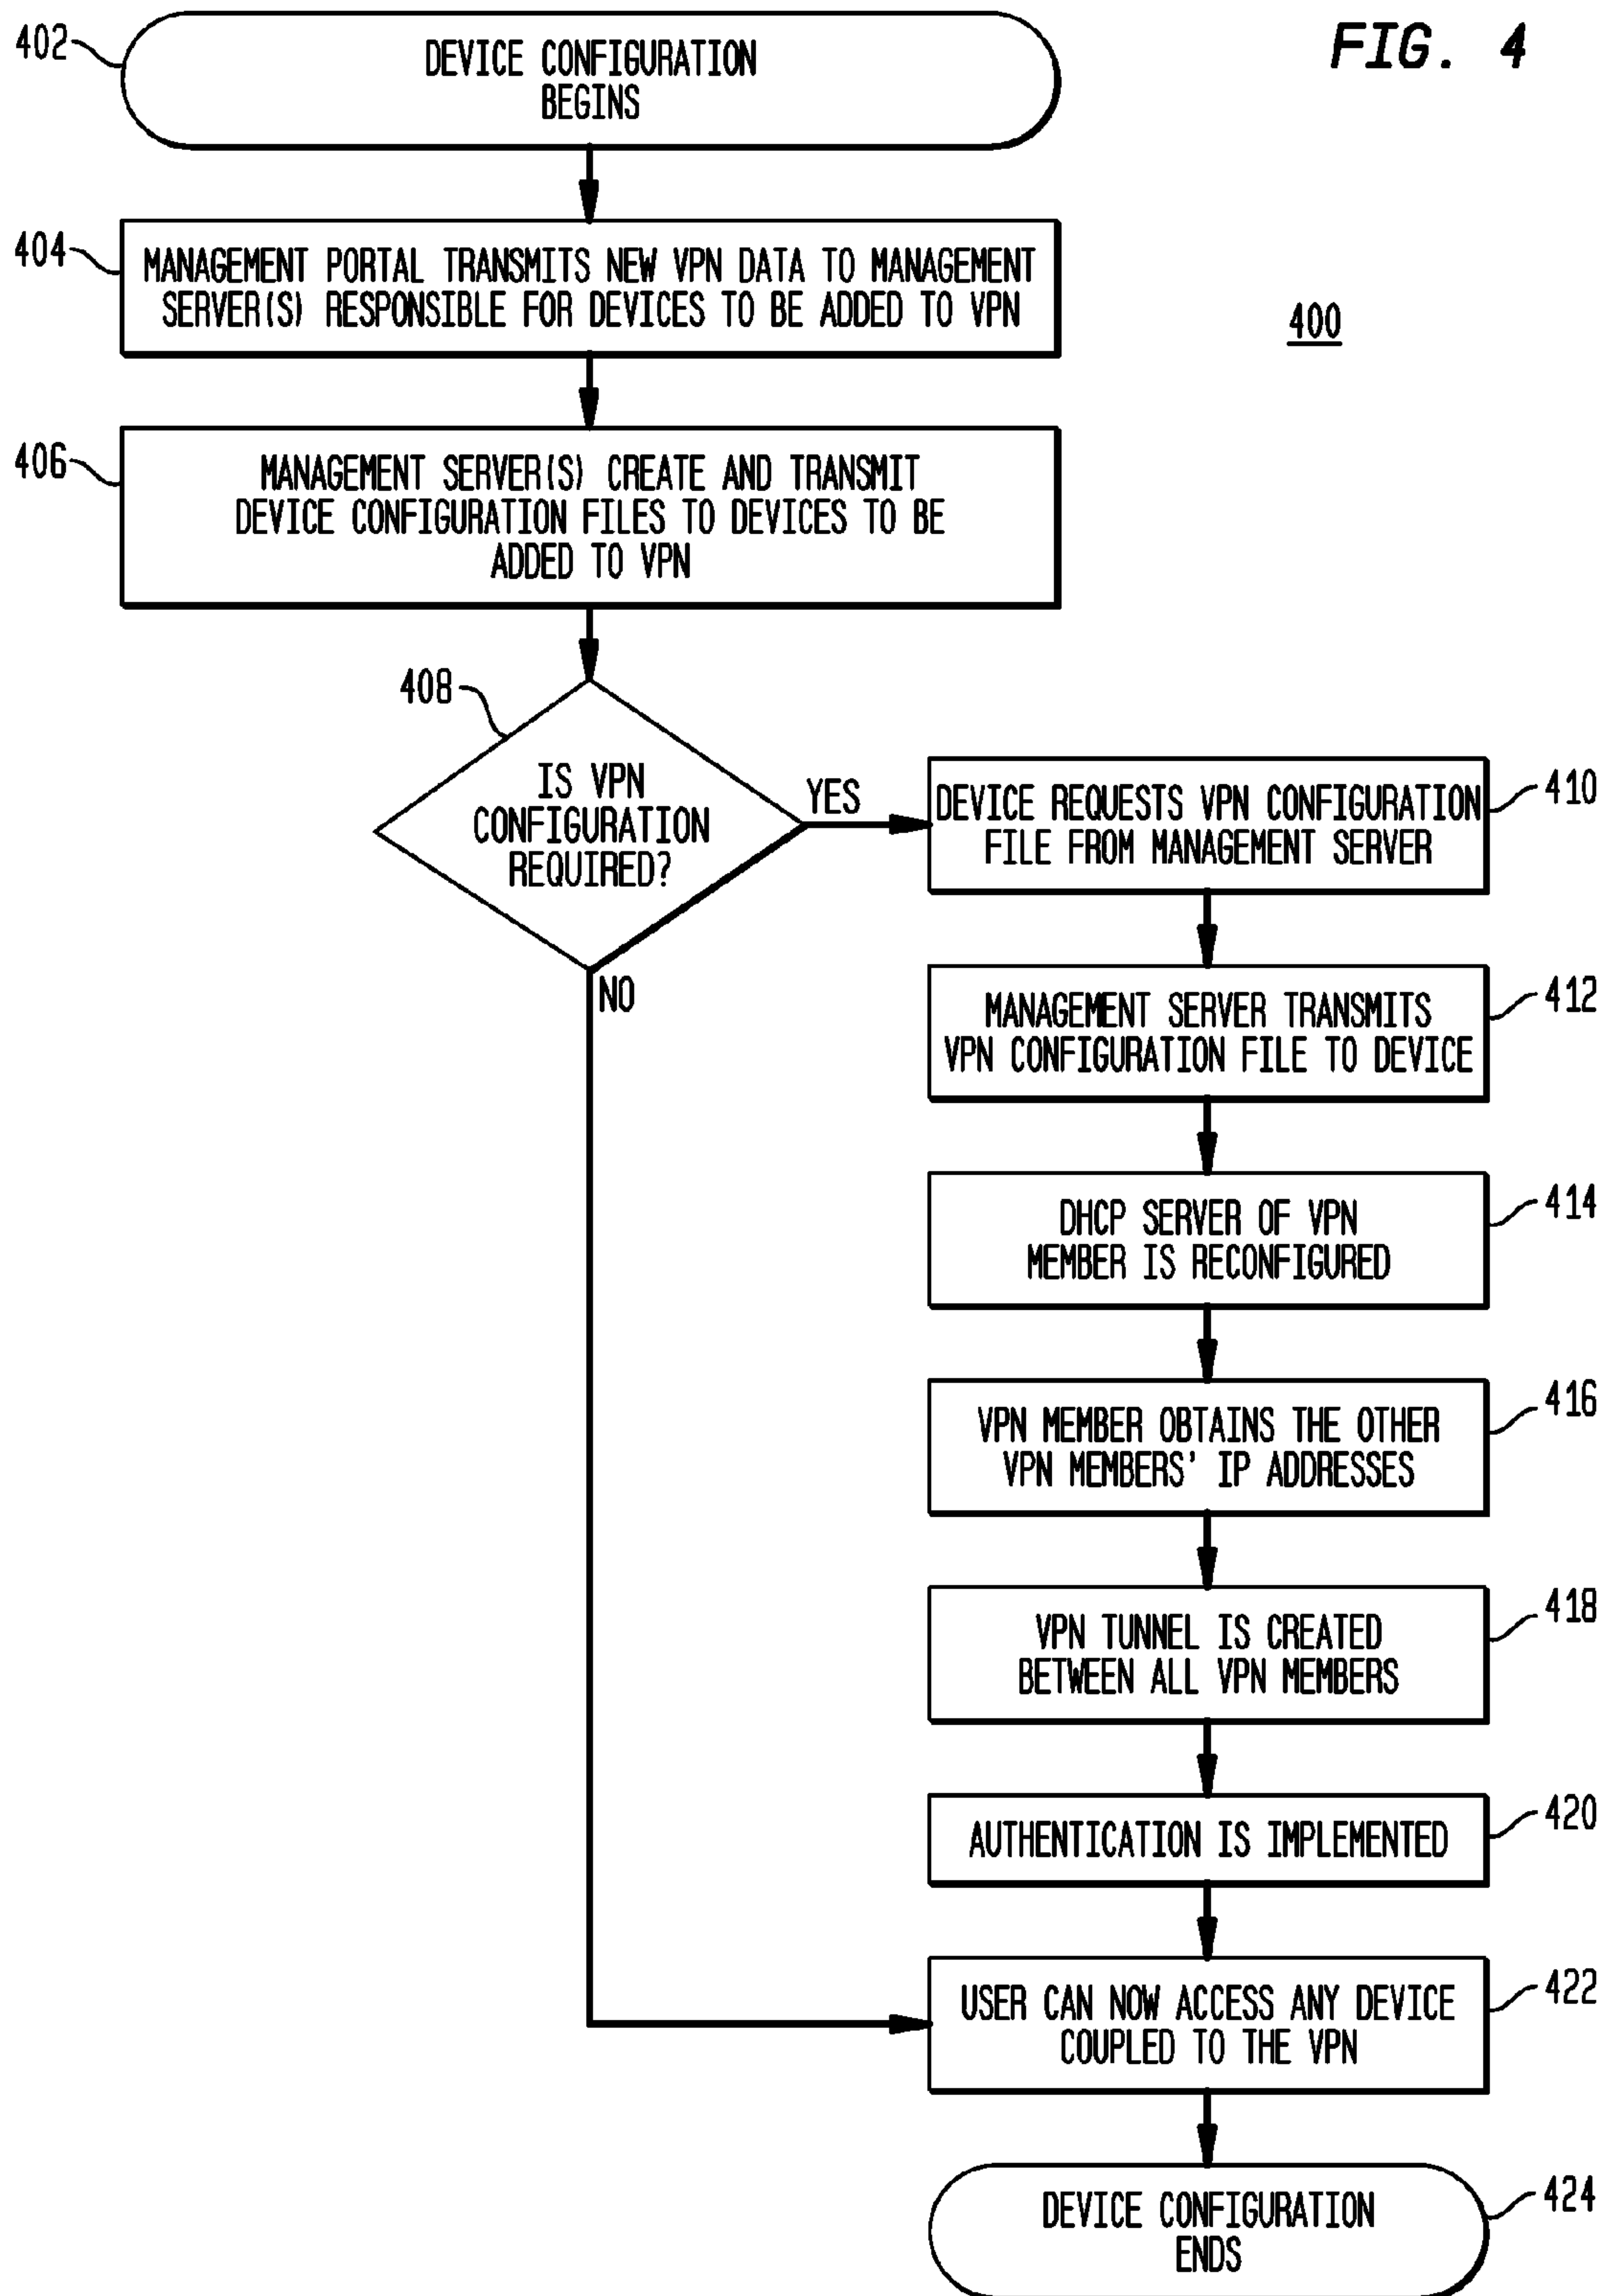 FIG. 4
400
402
DEVICE CONFIGURATION
BEGINS
404
MANAGEMENT PORTAL TRANSMITS NEW VPN DATA TO MANAGEMENT
SERVER(S) RESPONSIBLE FOR DEVICES TO BE ADDED TO VPN
406
MANAGEMENT SERVER(S) CREATE AND TRANSMIT
DEVICE CONFIGURATION FILES TO DEVICES TO BE
ADDED TO VPN
408
IS VPN
CONFIGURATION
REQUIRED?
YES
NO
410
DEVICE REQUESTS VPN CONFIGURATION
FILE FROM MANAGEMENT SERVER
412
MANAGEMENT SERVER TRANSMITS
VPN CONFIGURATION FILE TO DEVICE
414
DHCP SERVER OF VPN
MEMBER IS RECONFIGURED
416
VPN MEMBER OBTAINS THE OTHER
VPN MEMBERS' IP ADDRESSES
418
VPN TUNNEL IS CREATED
BETWEEN ALL VPN MEMBERS
420
AUTHENTICATION IS IMPLEMENTED
422
USER CAN NOW ACCESS ANY DEVICE
COUPLED TO THE VPN
424
DEVICE CONFIGURATION
ENDS